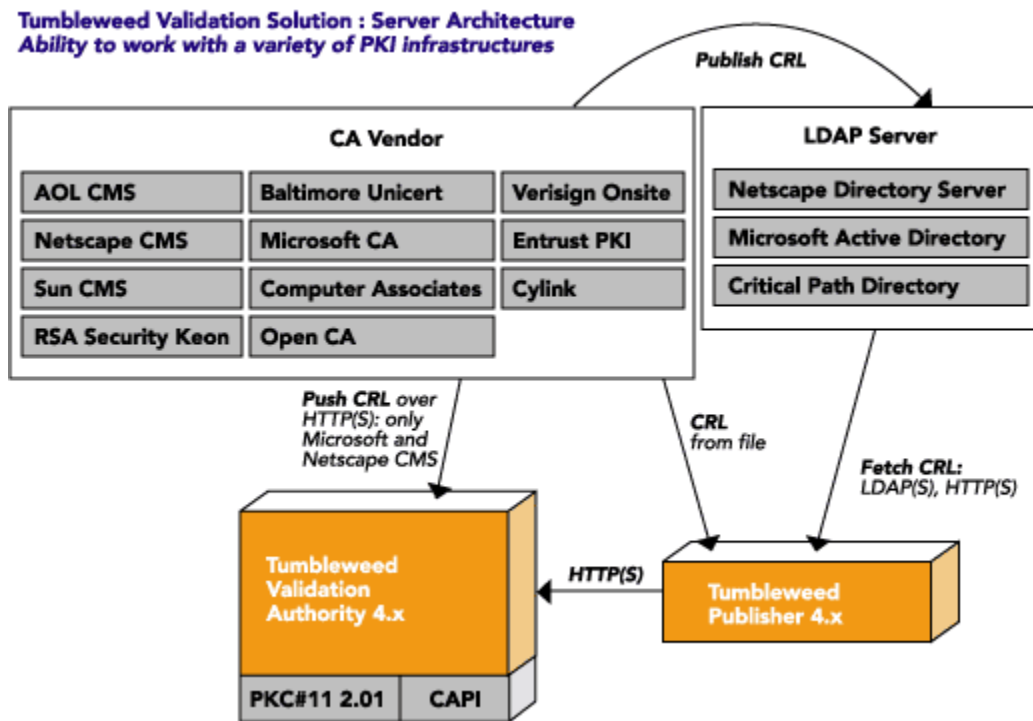 Tumbleweed Validation Solution : Server Architecture
Ability to work with a variety of PKI infrastructures
Publish CRL
CA Vendor
AOL CMS
Baltimore Unicert
Verisign Onsite
Netscape CMS
Microsoft CA
Entrust PKI
Sun CMS
Computer Associates
Cylink
RSA Security Keon
Open CA
LDAP Server
Netscape Directory Server
Microsoft Active Directory
Critical Path Directory
Push CRL over
HTTP(S): only
Microsoft and
Netscape CMS
CRL
from file
Fetch CRL:
LDAP(S), HTTP(S)
Tumbleweed
Validation
Authority 4.x
HTTP(S)
Tumbleweed
Publisher 4.x
PKC#11 2.01
CAPI